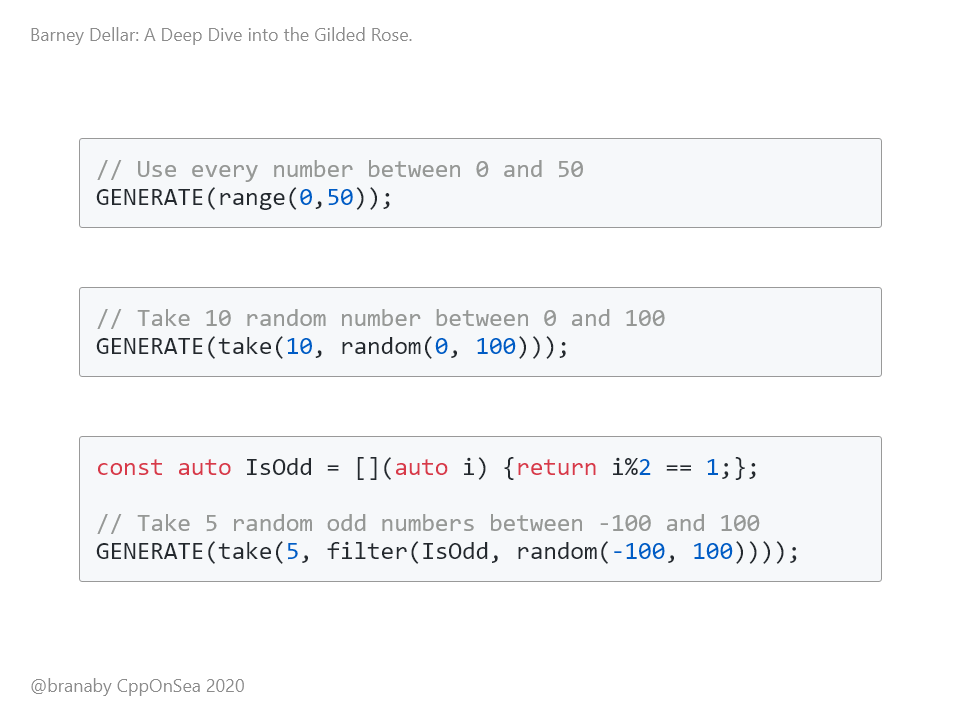 Barney Dellar: A Deep Dive into the Gilded Rose.
// Use every number between 0 and 50
GENERATE(range(0,50));
// Take 10 random number between 0 and 100
GENERATE(take(10, random(0, 100)));
const auto IsOdd = [](auto i) {return i%2 == 1;};
// Take 5 random odd numbers between -100 and 100
GENERATE(take(5, filter(IsOdd, random(-100, 100))));
@branaby CppOnSea 2020